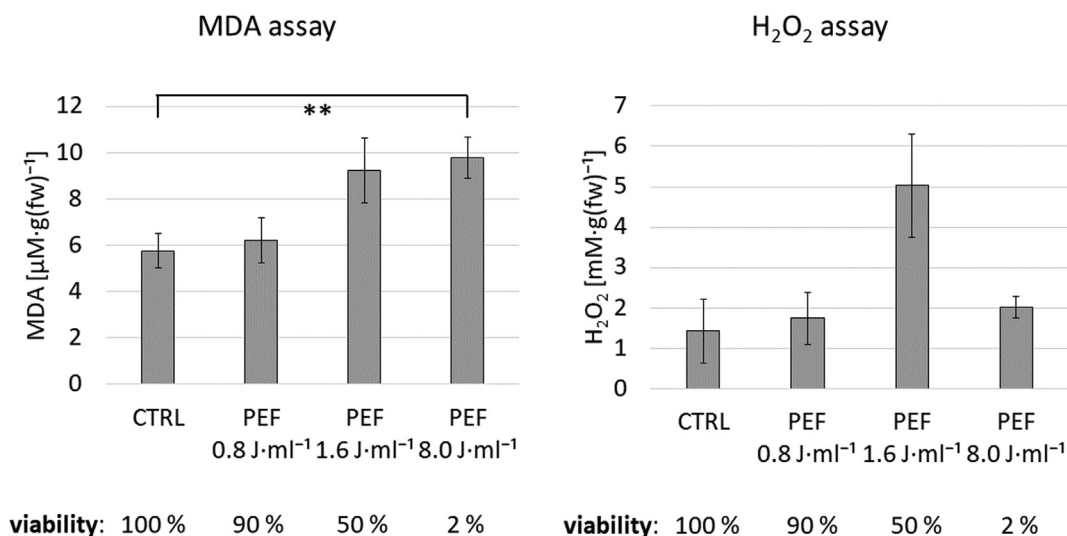 MDA assay
12
10
8
6
4
2
0
MDA [µM·g(fw)⁻¹]
**
CTRL PEF PEF PEF
0.8 J·ml⁻¹ 1.6 J·ml⁻¹ 8.0 J·ml⁻¹
viability: 100 % 90 % 50 % 2 %
H₂O₂ assay
7
6
5
4
3
2
1
0
H₂O₂ [mM·g(fw)⁻¹]
CTRL PEF PEF PEF
0.8 J·ml⁻¹ 1.6 J·ml⁻¹ 8.0 J·ml⁻¹
viability: 100 % 90 % 50 % 2 %